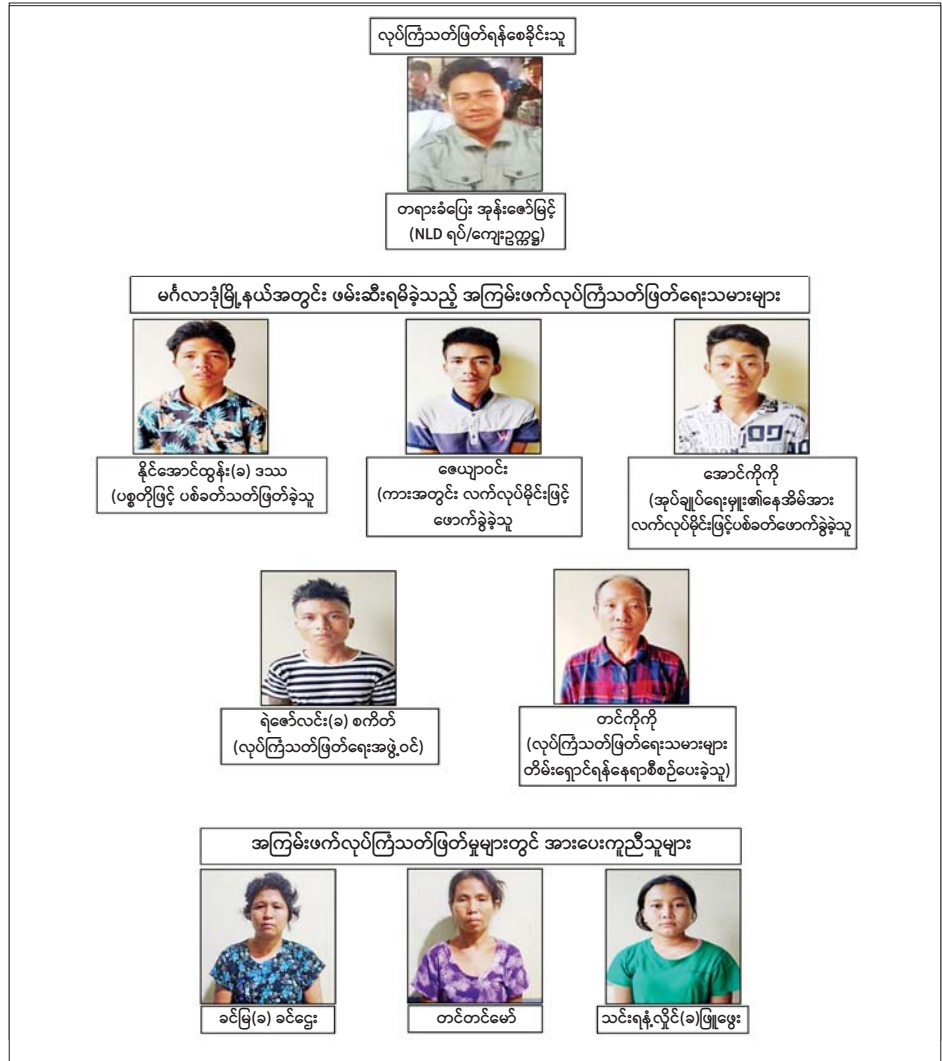 လုပ်ကြံသတ်ဖြတ်ရန်စေခိုင်းသူ
တရားခံပြေး အုန်းဇော်မြင့်
(NLD ရပ်/ကျေးဥက္ကဋ္ဌ)
မင်္ဂလာဒုံမြို့နယ်အတွင်း ဖမ်းဆီးရမိခဲ့သည့် အကြမ်းဖက်လုပ်ကြံသတ်ဖြတ်ရေးသမားများ
နိုင်အောင်ထွန်း(ခ) ဒဿ
(ပစ္စတိုဖြင့် ပစ်ခတ်သတ်ဖြတ်ခဲ့သူ
ဇေယျာဝင်း
(ကားအတွင်း လက်လုပ်မိုင်းဖြင့်
ဖောက်ခွဲခဲ့သူ
အောင်ကိုကို
(အုပ်ချုပ်ရေးမှူး၏နေအိမ်အား
လက်လုပ်မိုင်းဖြင့်ပစ်ခတ်ဖောက်ခွဲခဲ့သူ
ရဲဇော်လင်း(ခ) စကိတ်
(လုပ်ကြံသတ်ဖြတ်ရေးအဖွဲ့ဝင်)
တင်ကိုကို
(လုပ်ကြံသတ်ဖြတ်ရေးသမားများ
တိမ်းရှောင်ရန်နေရာစီစဉ်ပေးခဲ့သူ)
အကြမ်းဖက်လုပ်ကြံသတ်ဖြတ်မှုများတွင် အားပေးကူညီသူများ
ခင်မြ(ခ) ခင်ဌေး
တင်တင်မော်
သင်းရနံ့လှိုင်(ခ)ဖြူဖွေး